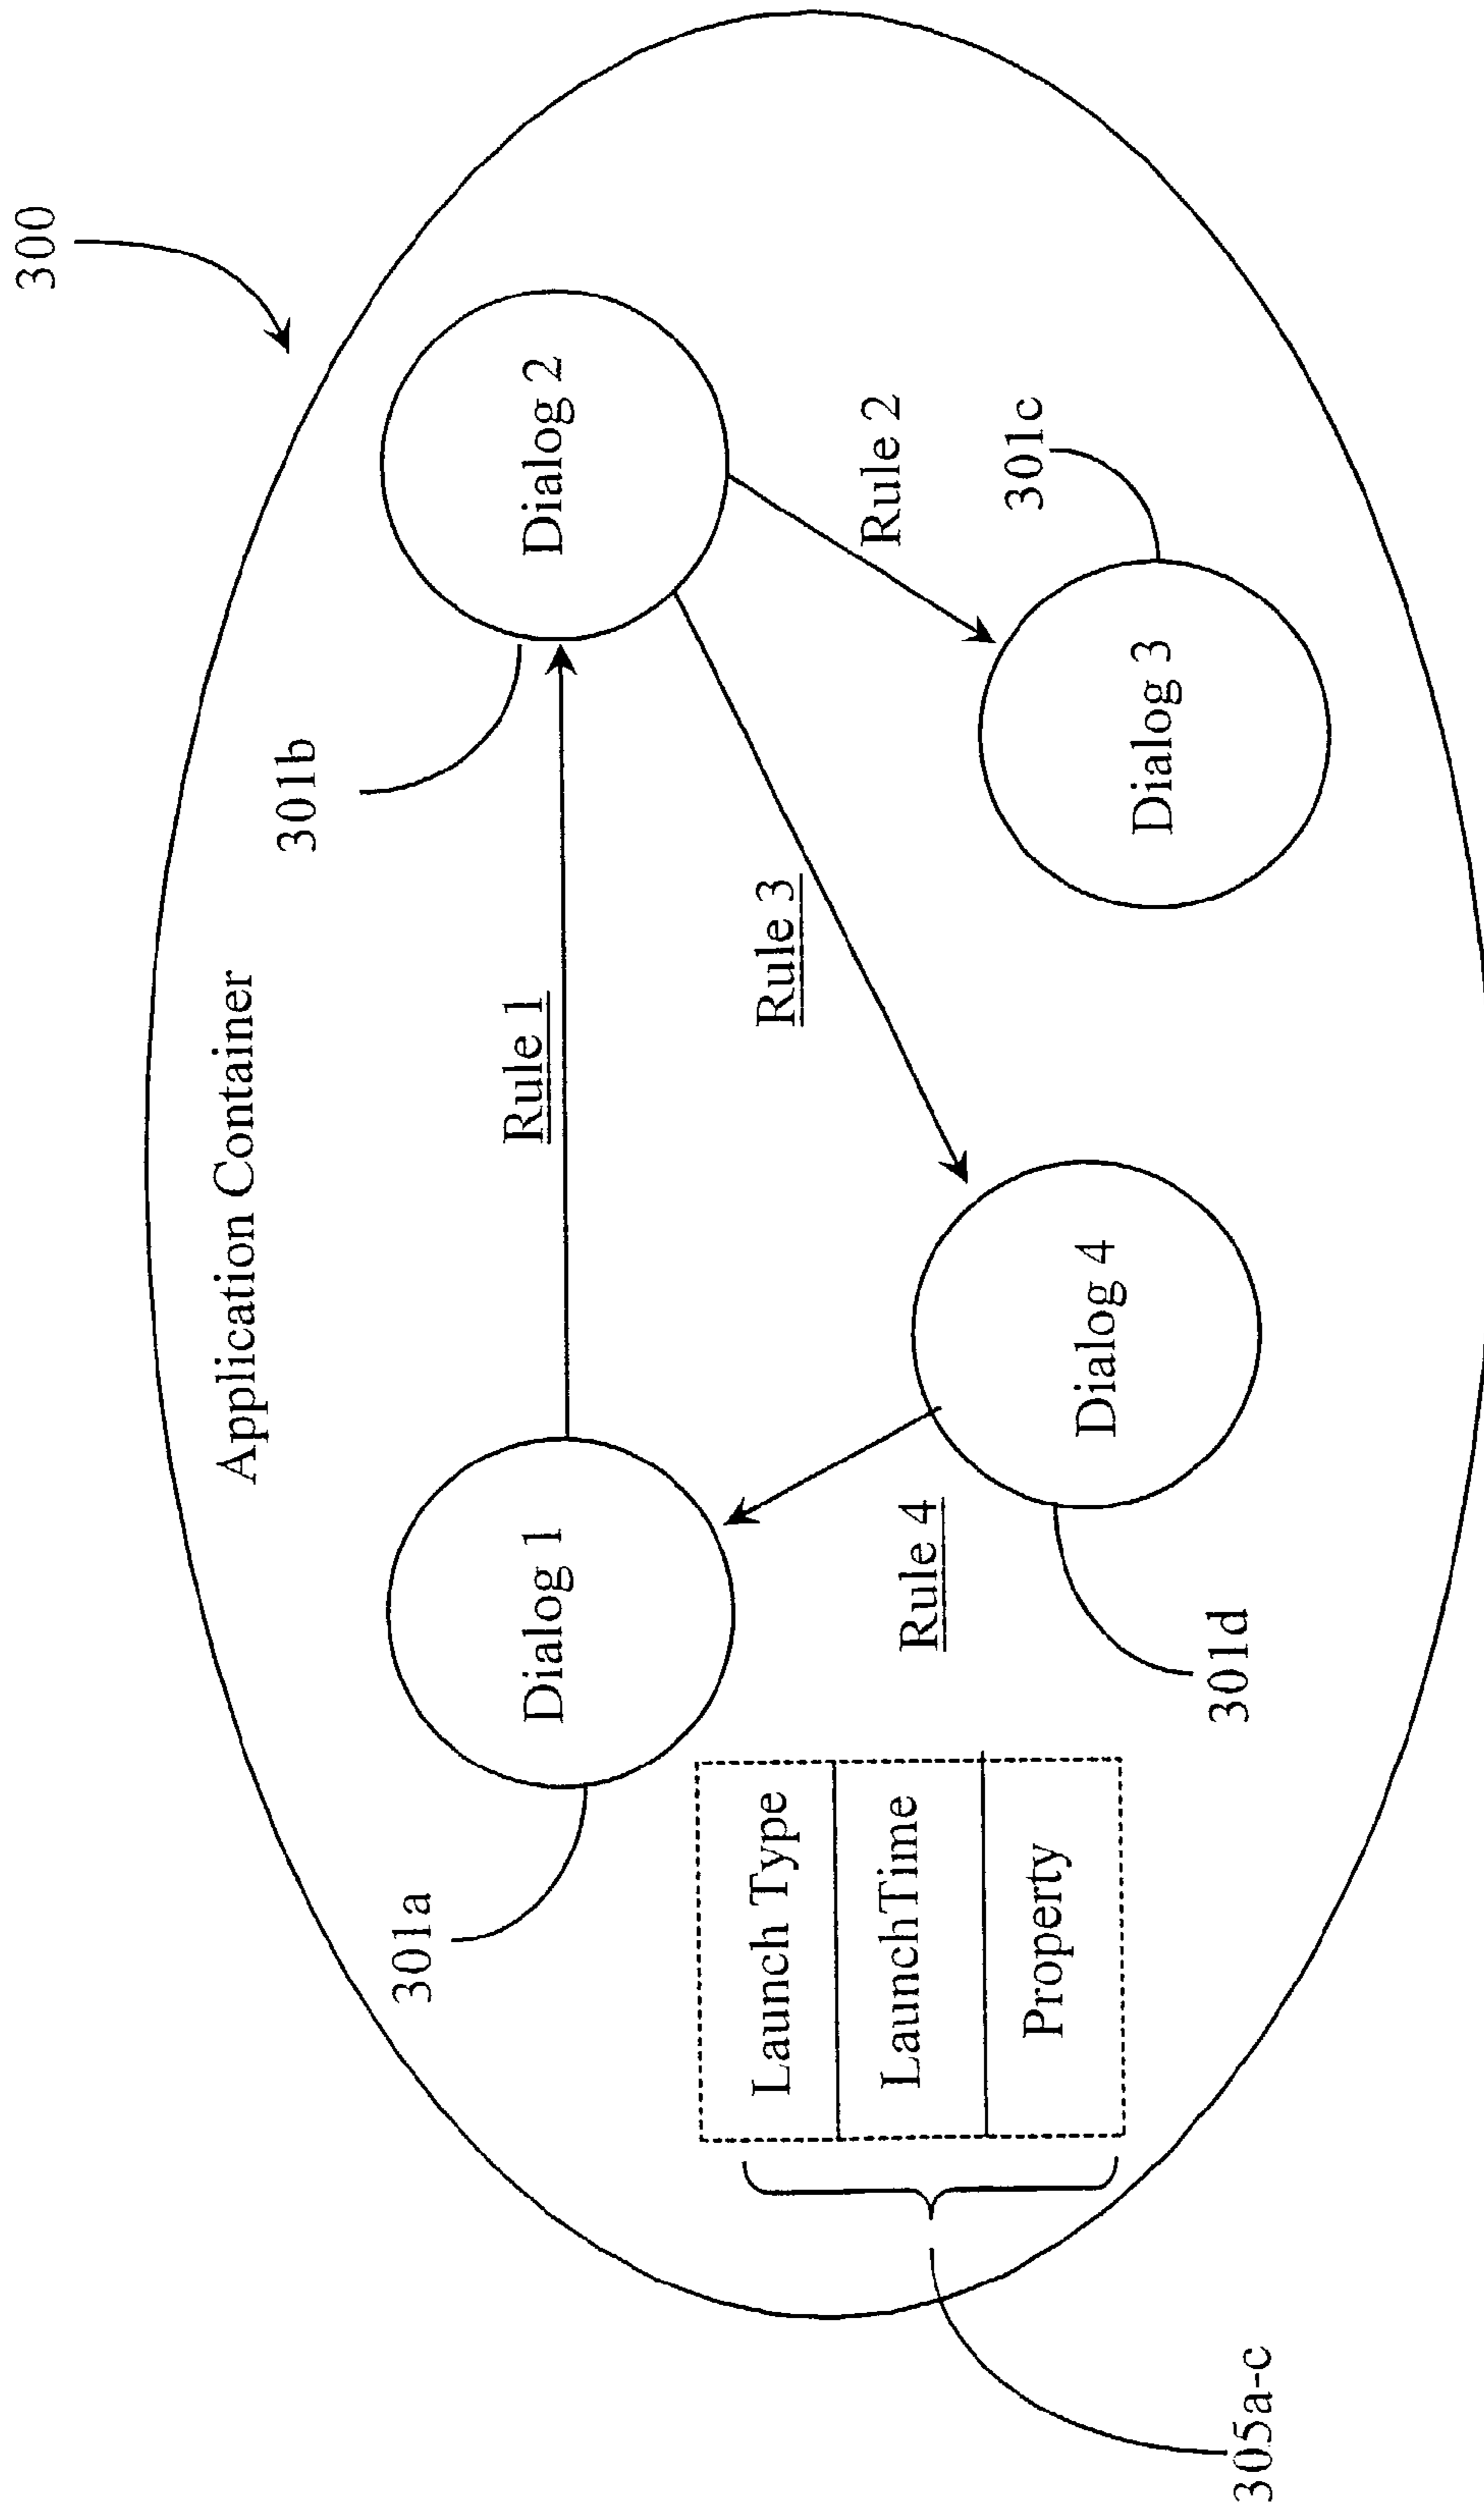 300
Application Container
301b
301a
Dialog 1
Rule 1
Dialog 2
Launch Type
LaunchTime
Property
Rule 3
Rule 2
Rule 4
301c
Dialog 4
Dialog 3
301d
305a-c